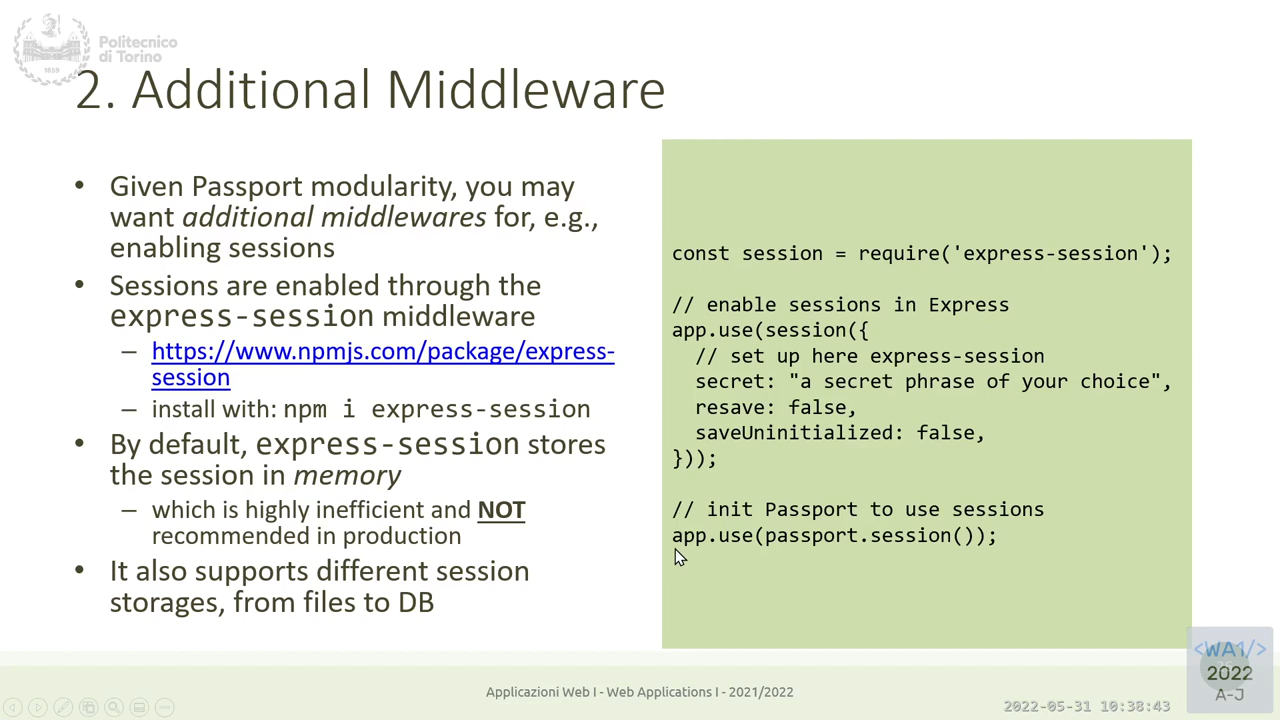 Politecnico
di Torino
1859
2. Additional Middleware
• Given Passport modularity, you may
want additional middlewares for, e.g.,
enabling sessions
• Sessions are enabled through the
express-session middleware
– https://www.npmjs.com/package/express-
session
– install with: npm i express-session
• By default, express-session stores
the session in memory
– which is highly inefficient and NOT
recommended in production
• It also supports different session
storages, from files to DB
const session = require('express-session');
// enable sessions in Express
app.use(session({
// set up here express-session
secret: "a secret phrase of your choice",
resave: false,
saveUninitialized: false,
}));
// init Passport to use sessions
app.use(passport.session());
Applicazioni Web I - Web Applications I - 2021/2022
<WA1/>
2022
A-J
2022-05-31 10:38:43